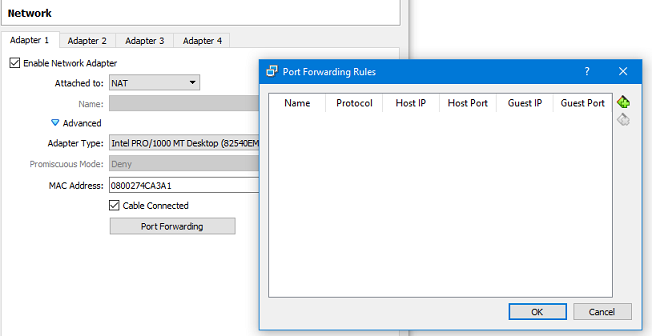 Network
Adapter 1 Adapter 2 Adapter 3 Adapter 4
Enable Network Adapter
Attached to: NAT
Name:
Advanced
Adapter Type: Intel PRO/1000 MT Desktop (82540EM
Promiscuous Mode: Deny
MAC Address: 0800274CA3A1
Cable Connected
Port Forwarding
Port Forwarding Rules
Name Protocol Host IP Host Port Guest IP Guest Port
OK Cancel